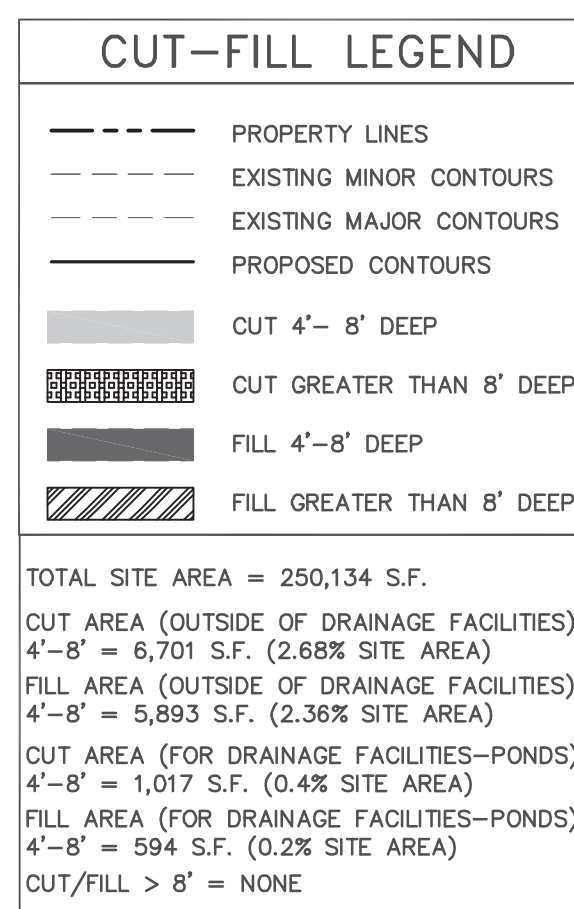 CUT–FILL LEGEND
PROPERTY LINES
EXISTING MINOR CONTOURS
EXISTING MAJOR CONTOURS
PROPOSED CONTOURS
CUT 4'– 8' DEEP
CUT GREATER THAN 8' DEEP
FILL 4'–8' DEEP
FILL GREATER THAN 8' DEEP
TOTAL SITE AREA = 250,134 S.F.
CUT AREA (OUTSIDE OF DRAINAGE FACILITIES)
4'–8' = 6,701 S.F. (2.68% SITE AREA)
FILL AREA (OUTSIDE OF DRAINAGE FACILITIES)
4'–8' = 5,893 S.F. (2.36% SITE AREA)
CUT AREA (FOR DRAINAGE FACILITIES–PONDS)
4'–8' = 1,017 S.F. (0.4% SITE AREA)
FILL AREA (FOR DRAINAGE FACILITIES–PONDS)
4'–8' = 594 S.F. (0.2% SITE AREA)
CUT/FILL > 8' = NONE